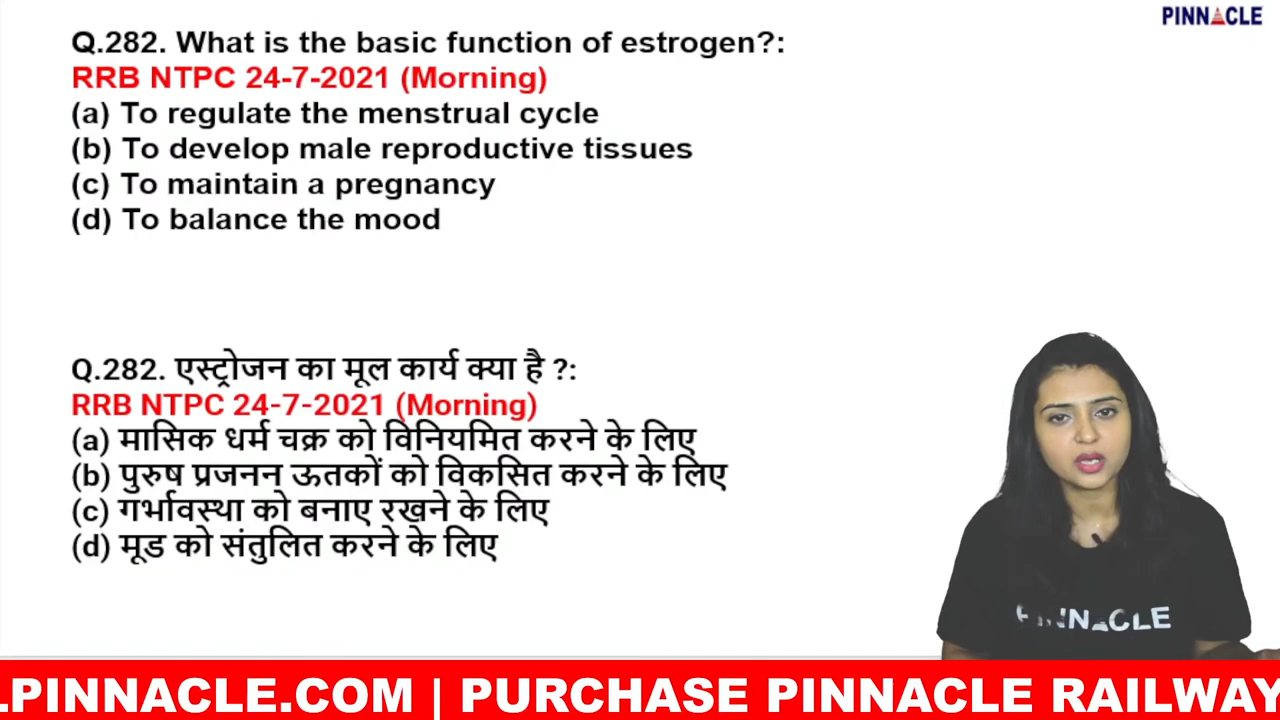 PINNACLE
Q.282. What is the basic function of estrogen?:
RRB NTPC 24-7-2021 (Morning)
(a) To regulate the menstrual cycle
(b) To develop male reproductive tissues
(c) To maintain a pregnancy
(d) To balance the mood
Q.282. एस्ट्रोजन का मूल कार्य क्या है ?:
RRB NTPC 24-7-2021 (Morning)
(a) मासिक धर्म चक्र को विनियमित करने के लिए
(b) पुरुष प्रजनन ऊतकों को विकसित करने के लिए
(c) गर्भावस्था को बनाए रखने के लिए
(d) मूड को संतुलित करने के लिए
PINNACLE
.PINNACLE.COM | PURCHASE PINNACLE RAILWAY